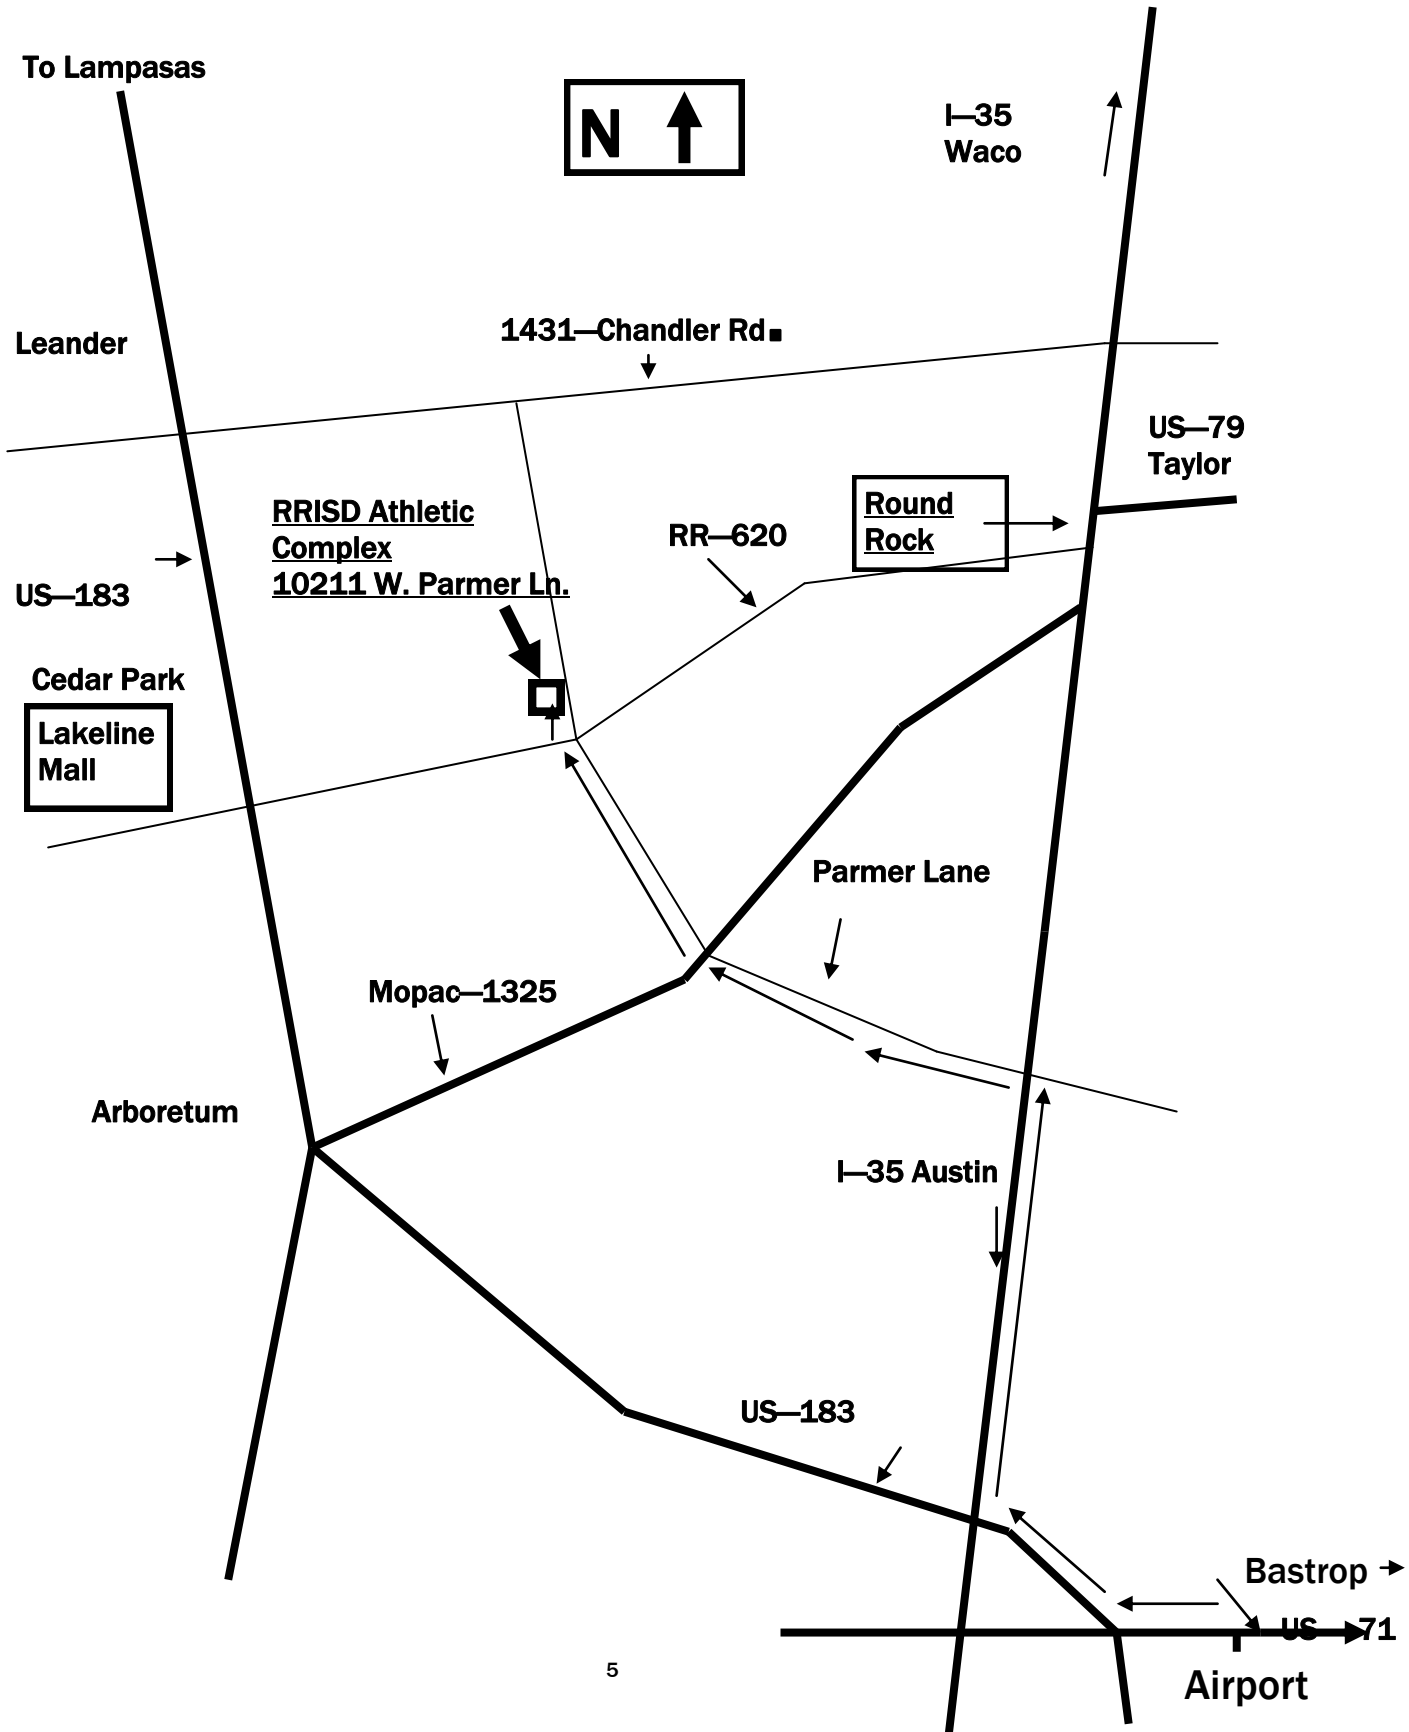 To Lampasas
N
I—35
Waco
1431—Chandler Rd.
Leander
US—79
Taylor
RRISD Athletic
Complex
10211 W. Parmer Ln.
Round
Rock
RR—620
US—183
Cedar Park
Lakeline
Mall
Parmer Lane
Mopac—1325
Arboretum
I—35 Austin
US—183
Bastrop
US—71
Airport
5